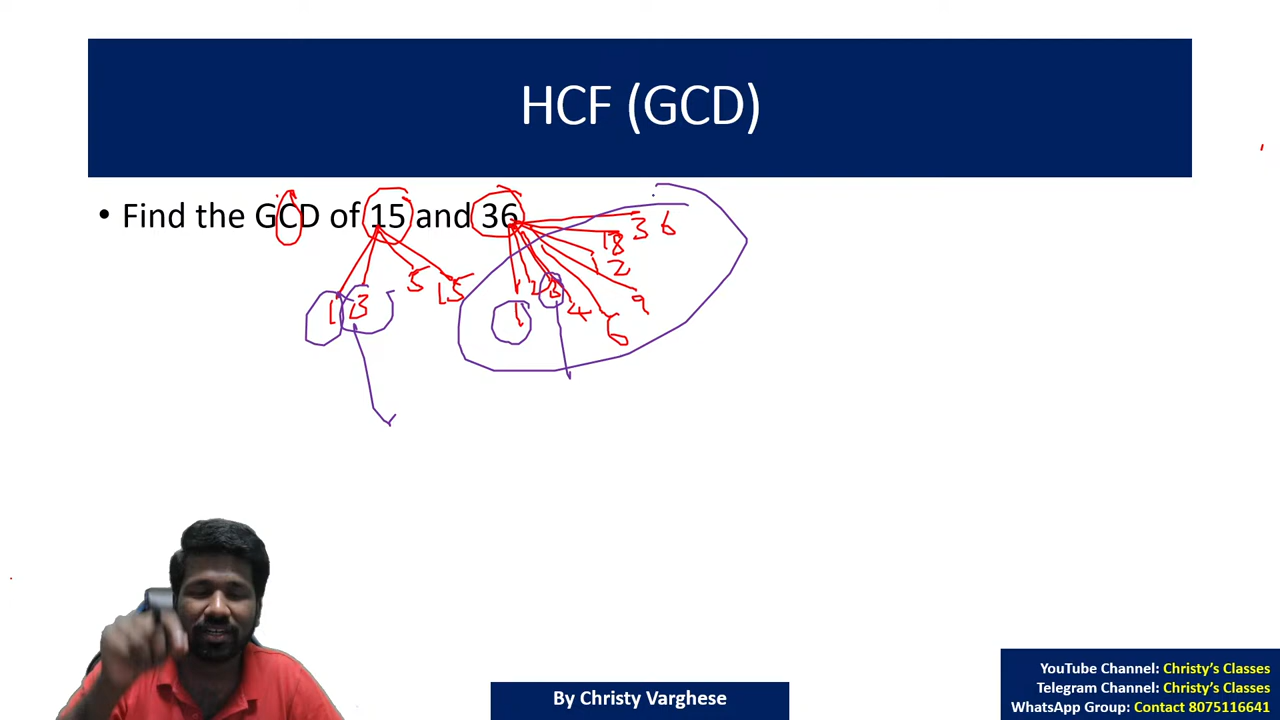 HCF (GCD)
• Find the GCD of 15 and 36
36
18
12
5
15
1
3
1
2
3
4
6
9
YouTube Channel: Christy's Classes
Telegram Channel: Christy's Classes
WhatsApp Group: Contact 8075116641
By Christy Varghese